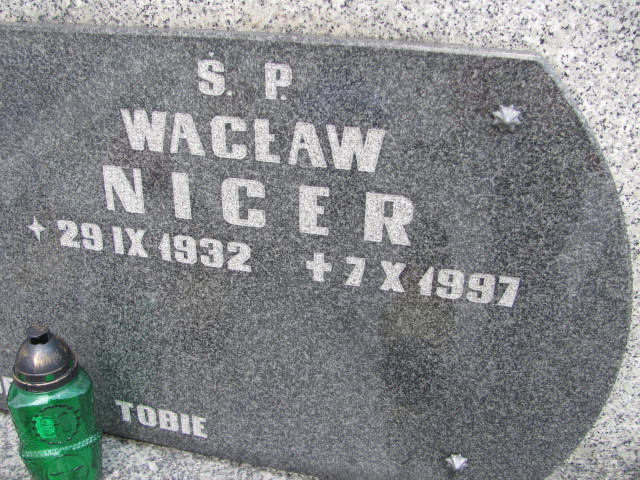 Ś. P.
WACŁAW
NICER
29 IX 1932 7 X 1997
TOBIE